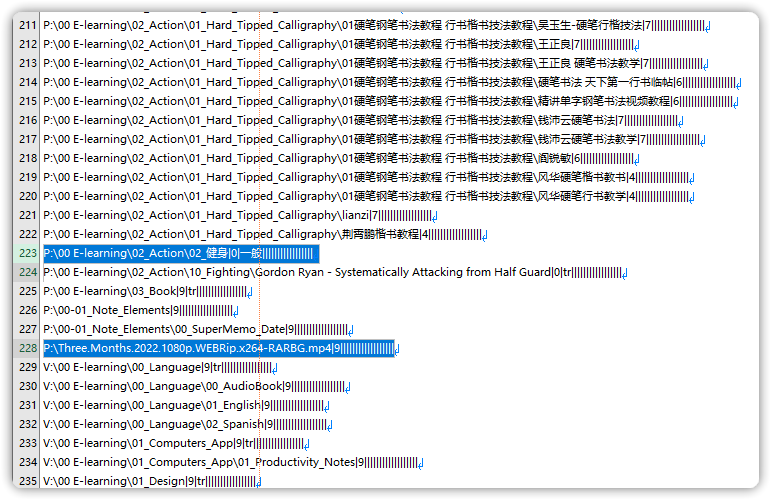 211 P:\00 E-learning\02_Action\01_Hard_Tipped_Calligraphy\01硬笔钢笔书法教程 行书楷书技法教程\吴玉生-硬笔行楷技法|7||||||||||||||||||
212 P:\00 E-learning\02_Action\01_Hard_Tipped_Calligraphy\01硬笔钢笔书法教程 行书楷书技法教程\王正良|7||||||||||||||||||
213 P:\00 E-learning\02_Action\01_Hard_Tipped_Calligraphy\01硬笔钢笔书法教程 行书楷书技法教程\王正良 硬笔书法教学|7||||||||||||||||||
214 P:\00 E-learning\02_Action\01_Hard_Tipped_Calligraphy\01硬笔钢笔书法教程 行书楷书技法教程\硬笔书法 天下第一行书临帖|6||||||||||||||||||
215 P:\00 E-learning\02_Action\01_Hard_Tipped_Calligraphy\01硬笔钢笔书法教程 行书楷书技法教程\精讲单字钢笔书法视频教程|6||||||||||||||||||
216 P:\00 E-learning\02_Action\01_Hard_Tipped_Calligraphy\01硬笔钢笔书法教程 行书楷书技法教程\钱沛云硬笔书法|7||||||||||||||||||
217 P:\00 E-learning\02_Action\01_Hard_Tipped_Calligraphy\01硬笔钢笔书法教程 行书楷书技法教程\钱沛云硬笔书法教学|7||||||||||||||||||
218 P:\00 E-learning\02_Action\01_Hard_Tipped_Calligraphy\01硬笔钢笔书法教程 行书楷书技法教程\阎锐敏|6||||||||||||||||||
219 P:\00 E-learning\02_Action\01_Hard_Tipped_Calligraphy\01硬笔钢笔书法教程 行书楷书技法教程\风华硬笔楷书教书|4||||||||||||||||||
220 P:\00 E-learning\02_Action\01_Hard_Tipped_Calligraphy\01硬笔钢笔书法教程 行书楷书技法教程\风华硬笔行书教学|4||||||||||||||||||
221 P:\00 E-learning\02_Action\01_Hard_Tipped_Calligraphy\lianzi|7||||||||||||||||||
222 P:\00 E-learning\02_Action\01_Hard_Tipped_Calligraphy\荆霄鹏楷书教程|4||||||||||||||||||
223 P:\00 E-learning\02_Action\02_健身|0|一般|||||||||||||||||
224 P:\00 E-learning\02_Action\10_Fighting\Gordon Ryan - Systematically Attacking from Half Guard|0|tr|||||||||||||||||
225 P:\00 E-learning\03_Book|9|tr|||||||||||||||||
226 P:\00-01_Note_Elements|9||||||||||||||||||
227 P:\00-01_Note_Elements\00_SuperMemo_Date|9||||||||||||||||||
228 P:\Three.Months.2022.1080p.WEBRip.x264-RARBG.mp4|9||||||||||||||||||
229 V:\00 E-learning\00_Language|9|tr|||||||||||||||||
230 V:\00 E-learning\00_Language\00_AudioBook|9||||||||||||||||||
231 V:\00 E-learning\00_Language\01_English|9||||||||||||||||||
232 V:\00 E-learning\00_Language\02_Spanish|9||||||||||||||||||
233 V:\00 E-learning\01_Computers_App|9|tr|||||||||||||||||
234 V:\00 E-learning\01_Computers_App\01_Productivity_Notes|9||||||||||||||||||
235 V:\00 E-learning\01_Design|9|tr|||||||||||||||||